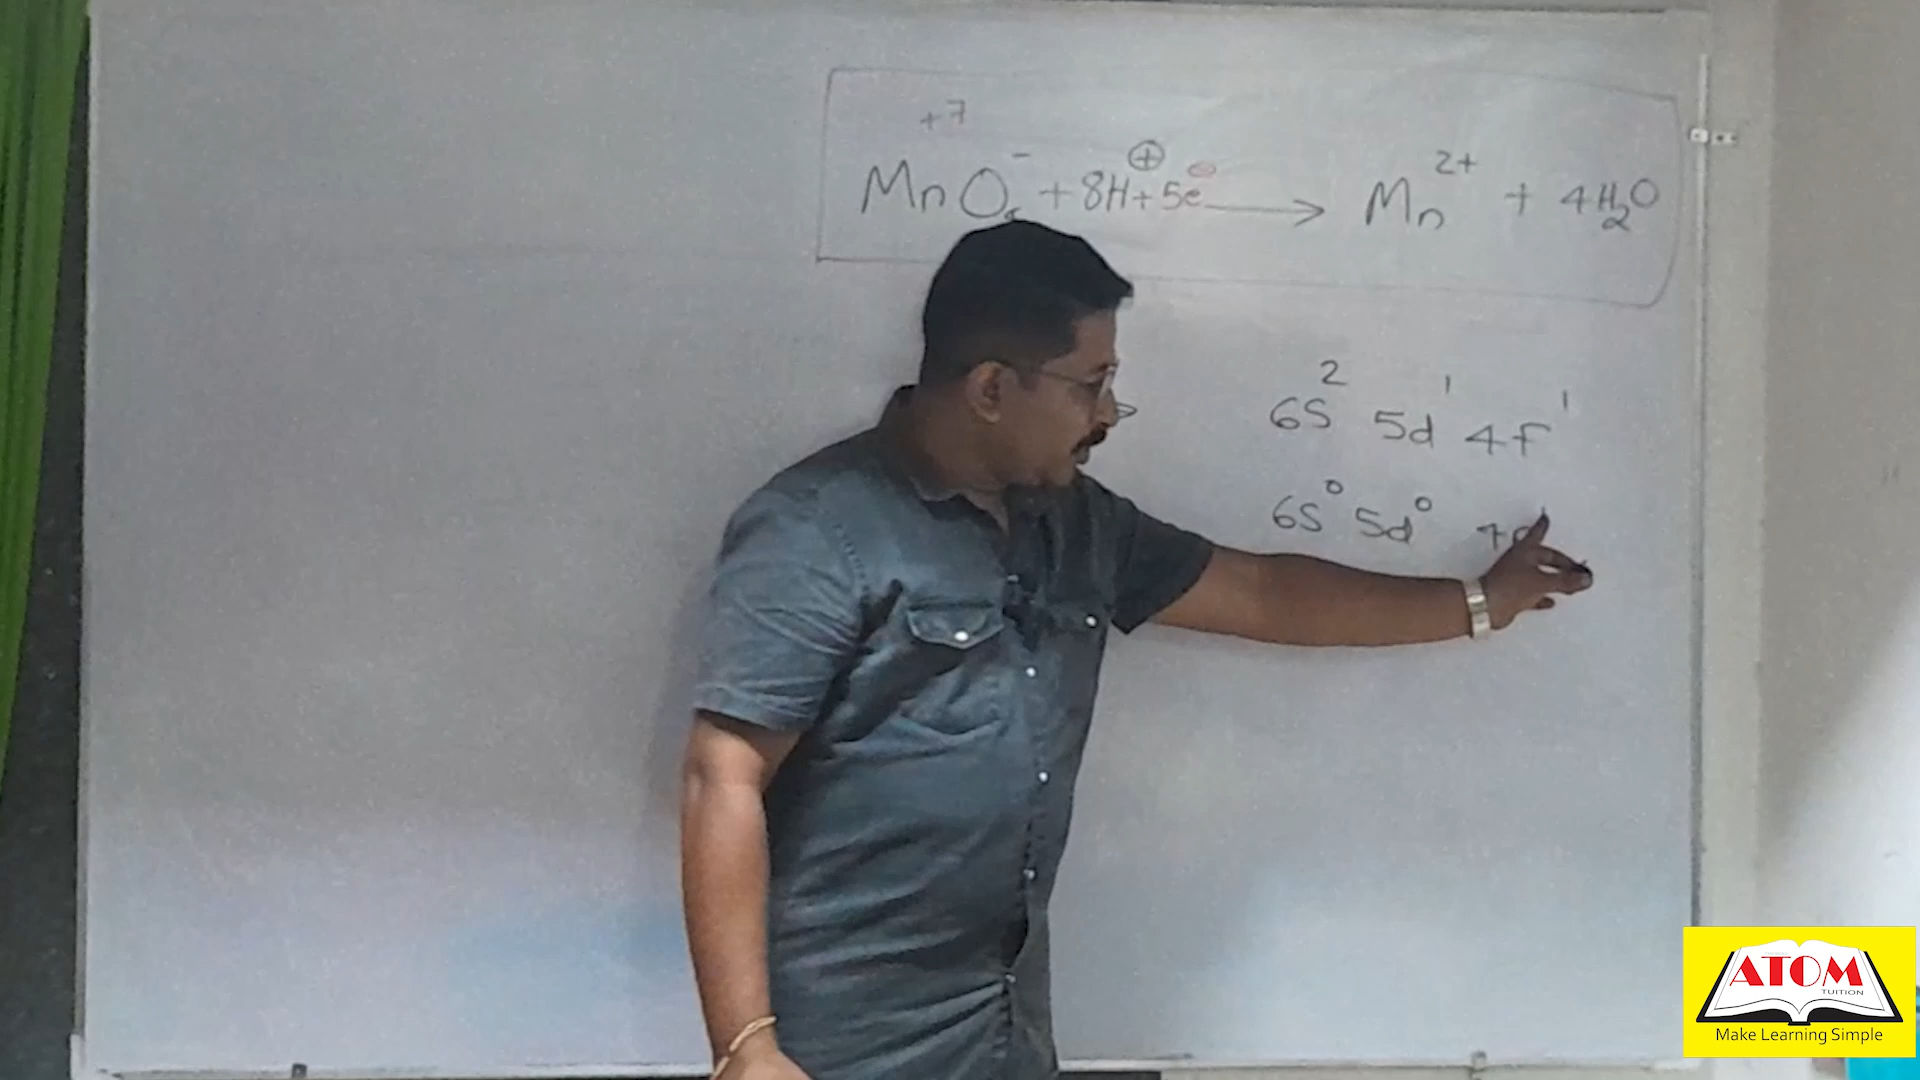 +7
MnO₄⁻ + 8H⊕ + 5e⊖ → Mn²⁺ + 4H₂O
6s² 5d¹ 4f¹
6s⁰ 5d⁰
ATOM
TUITION
Make Learning Simple